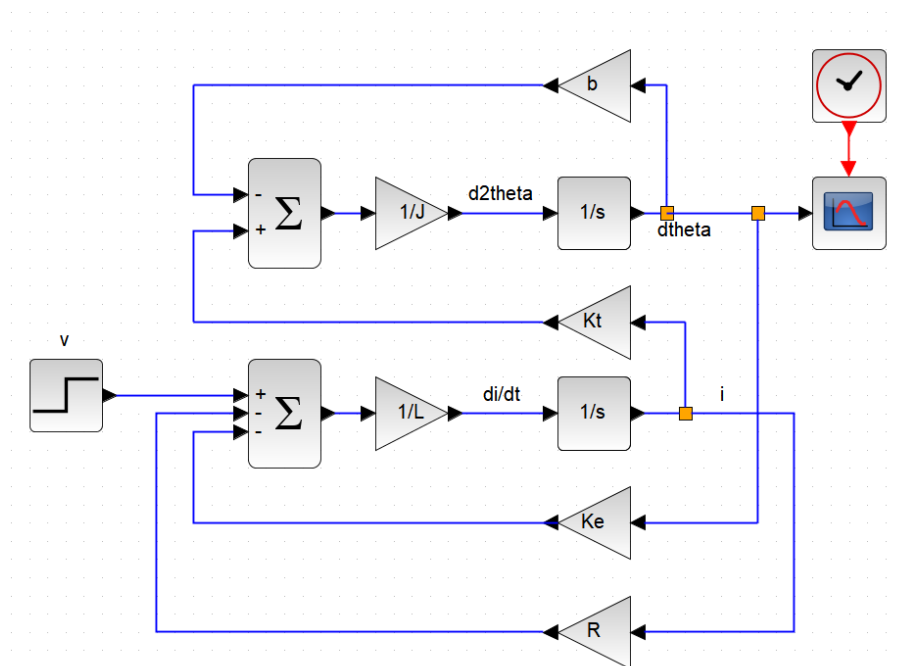 b
-
Σ
+
1/J
d2theta
1/s
dtheta
Kt
v
+
-
-
Σ
1/L
di/dt
1/s
i
Ke
R